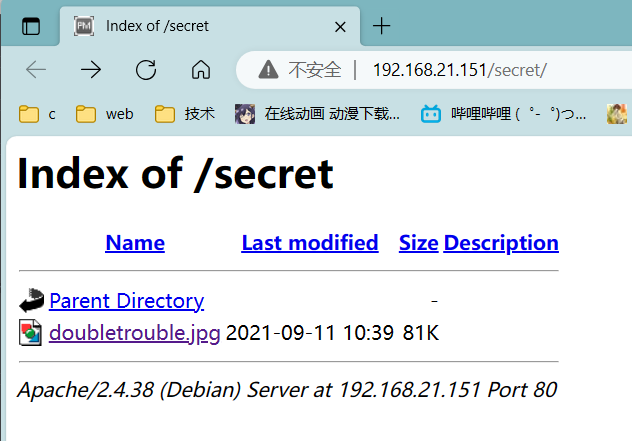 Index of /secret
不安全 192.168.21.151/secret/
c web 技术 在线动画 动漫下载... 哔哩哔哩 (゜-゜)つ...
Index of /secret
Name Last modified Size Description
Parent Directory -
doubletrouble.jpg 2021-09-11 10:39 81K
Apache/2.4.38 (Debian) Server at 192.168.21.151 Port 80